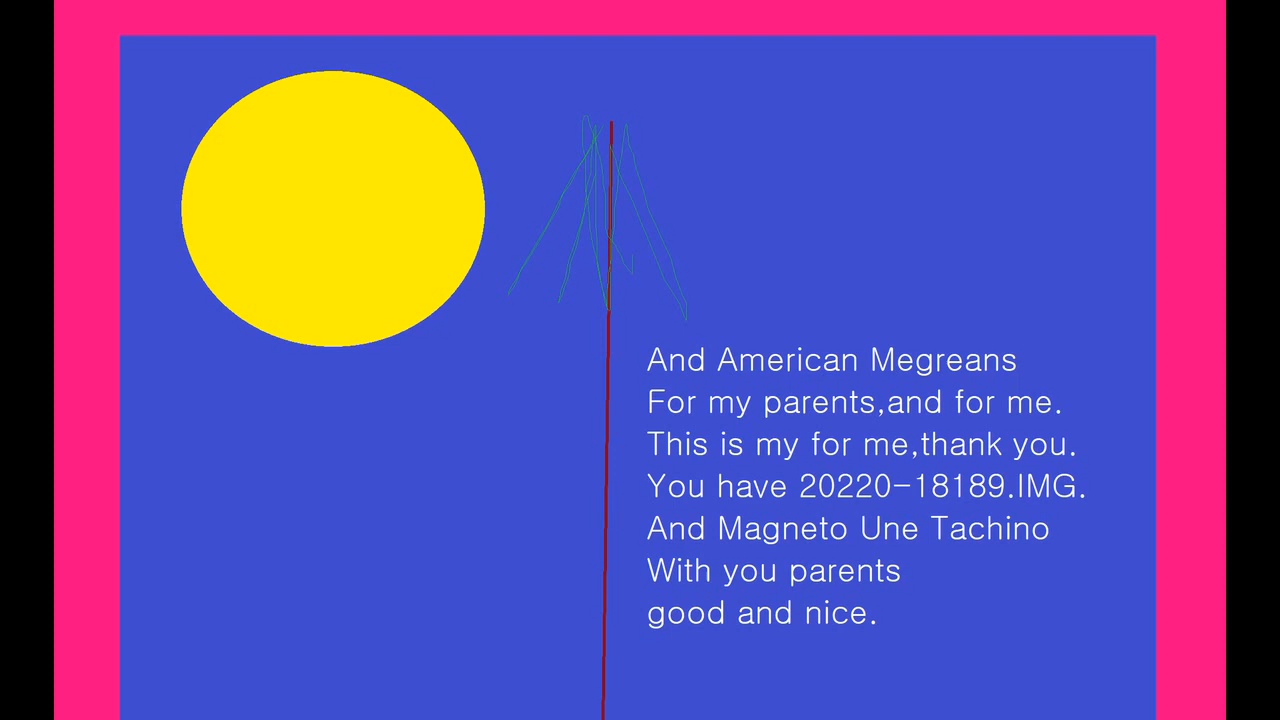 And American Megreans
For my parents,and for me.
This is my for me,thank you.
You have 20220-18189.IMG.
And Magneto Une Tachino
With you parents
good and nice.